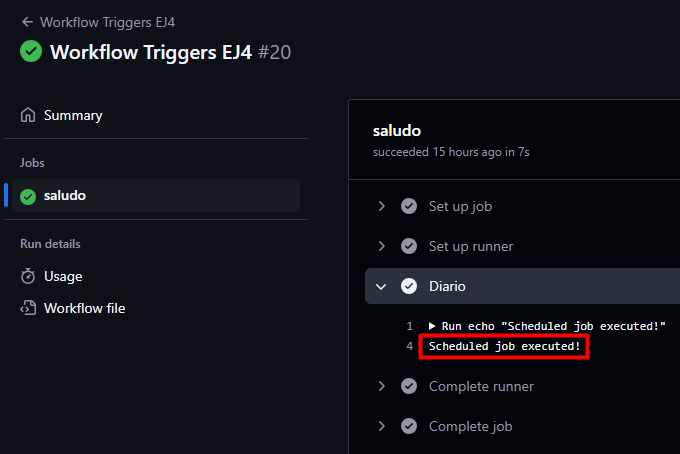 Workflow Triggers EJ4
Workflow Triggers EJ4 #20
Summary
Jobs
saludo
Run details
Usage
Workflow file
saludo
succeeded 15 hours ago in 7s
Set up job
Set up runner
Diario
1 Run echo "Scheduled job executed!"
4 Scheduled job executed!
Complete runner
Complete job